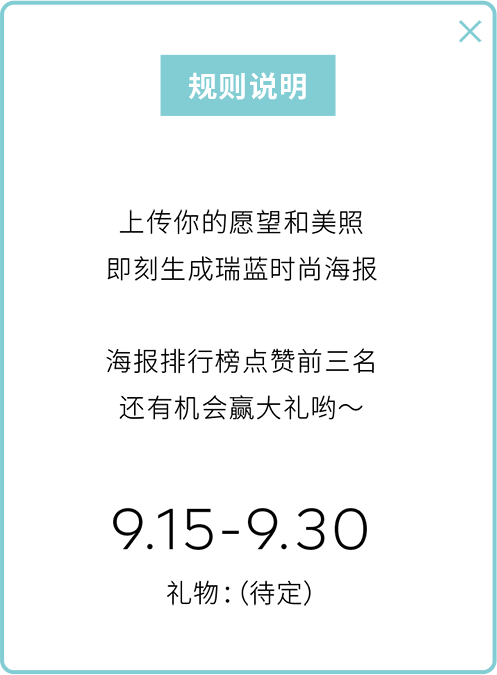 规则说明
上传你的愿望和美照
即刻生成瑞蓝时尚海报
海报排行榜点赞前三名
还有机会赢大礼哟～
9.15-9.30
礼物：（待定）